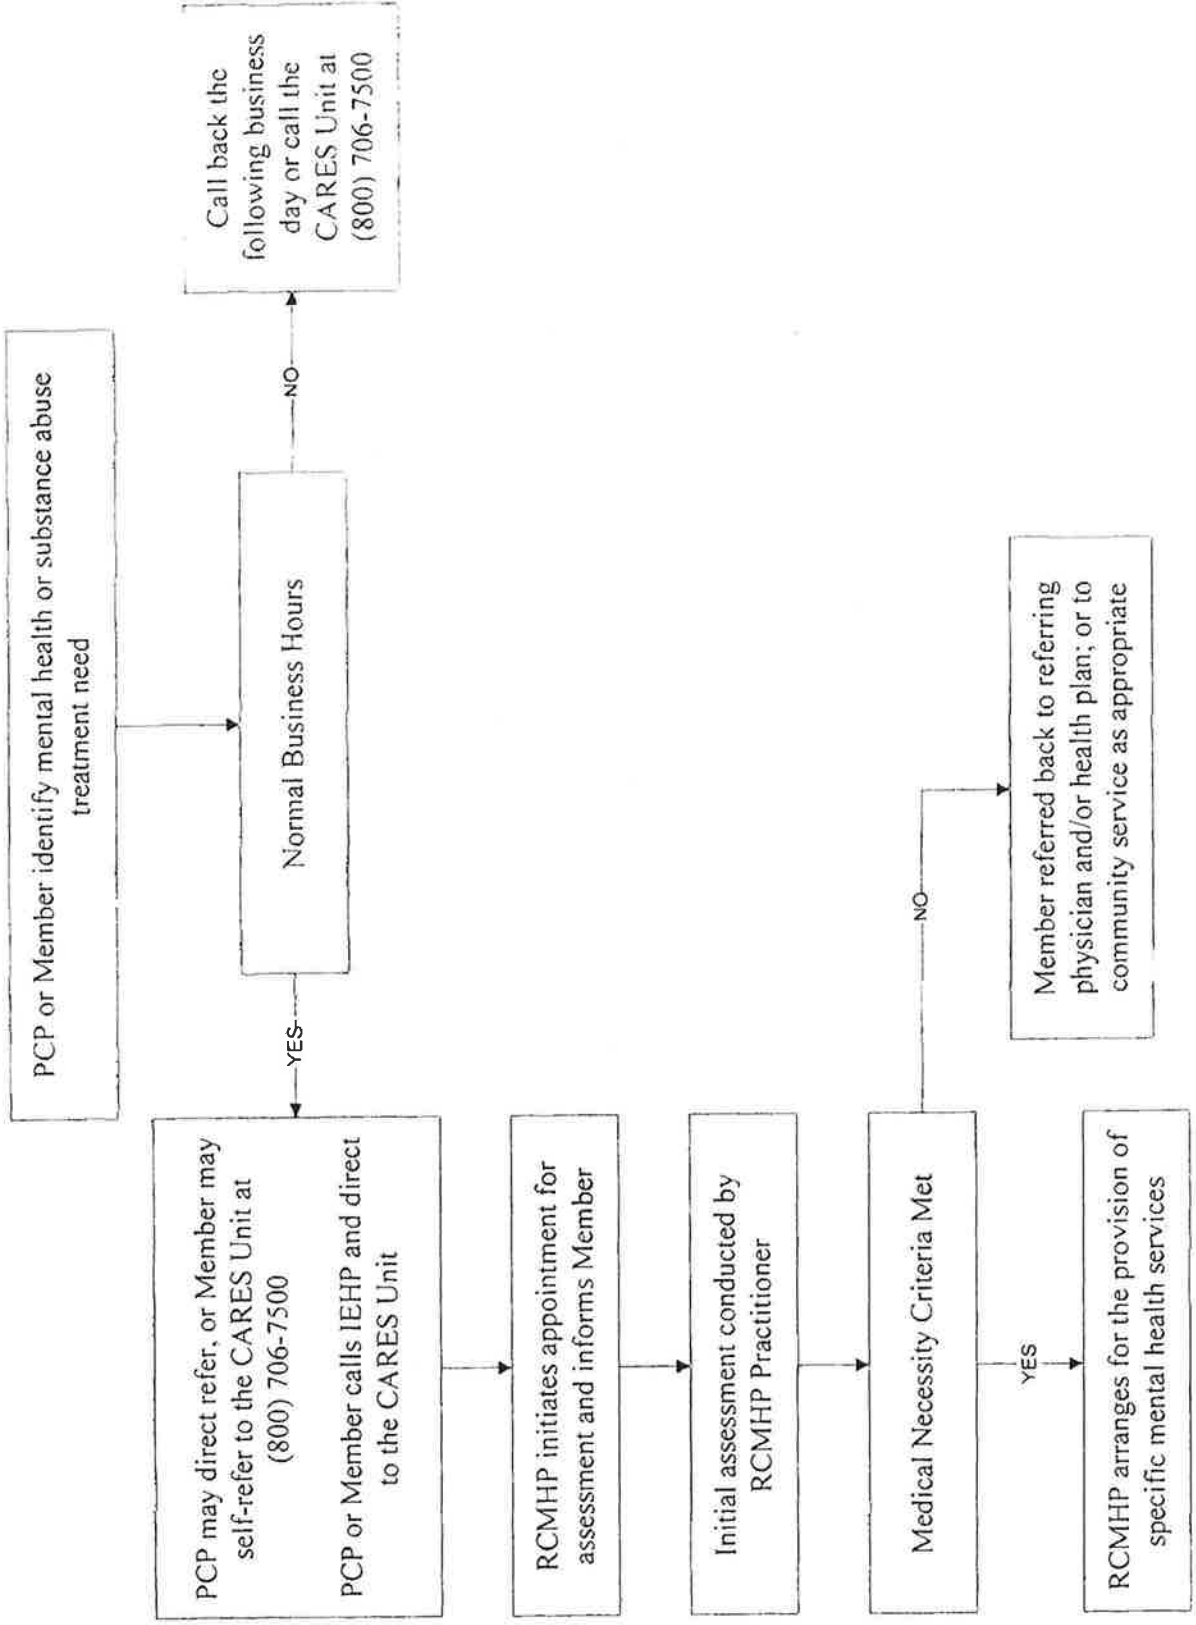 PCP or Member identify mental health or substance abuse
treatment need
Normal Business Hours
NO
Call back the
following business
day or call the
CARES Unit at
(800) 706-7500
YES
PCP may direct refer, or Member may
self-refer to the CARES Unit at
(800) 706-7500
PCP or Member calls IEHP and direct
to the CARES Unit
RCMHP initiates appointment for
assessment and informs Member
Initial assessment conducted by
RCMHP Practitioner
Medical Necessity Criteria Met
NO
Member referred back to referring
physician and/or health plan; or to
community service as appropriate
YES
RCMHP arranges for the provision of
specific mental health services